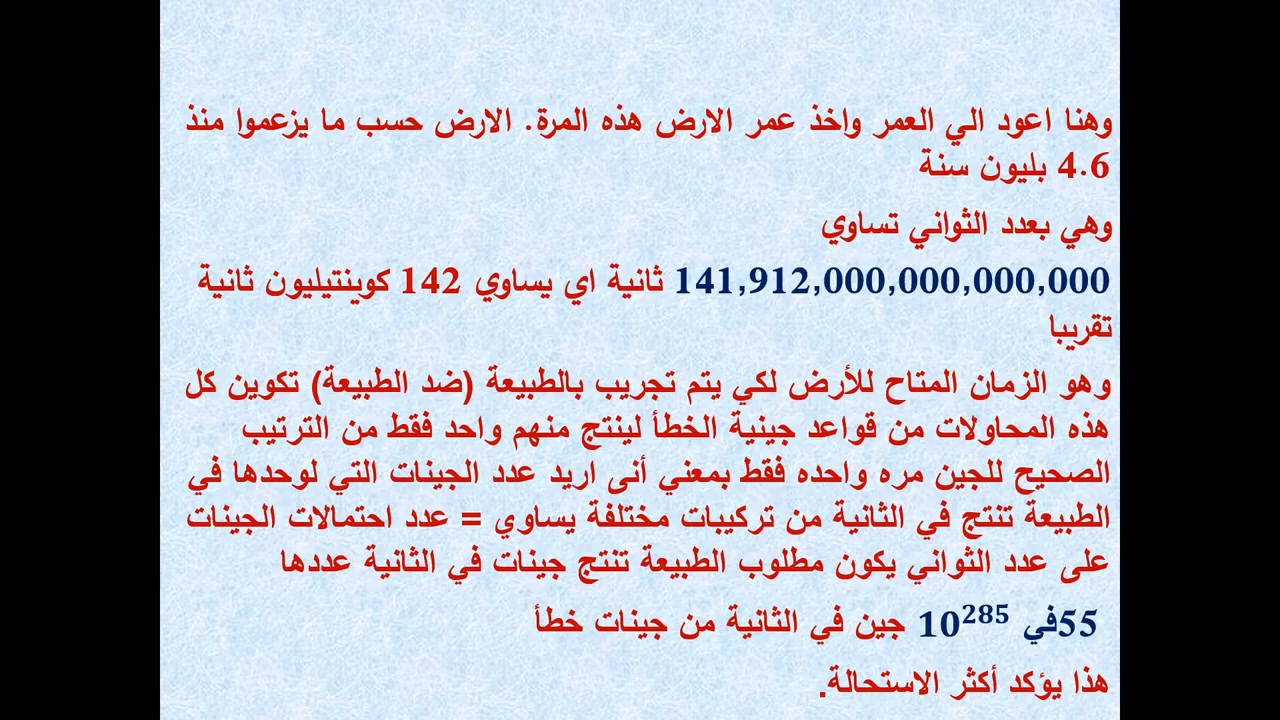 وهنا اعود الي العمر واخذ عمر الارض هذه المرة. الارض حسب ما يزعموا منذ
4.6 بليون سنة
وهي بعدد الثواني تساوي
141,912,000,000,000,000 ثانية اي يساوي 142 كوينتيليون ثانية
تقريبا
وهو الزمان المتاح للأرض لكي يتم تجريب بالطبيعة (ضد الطبيعة) تكوين كل
هذه المحاولات من قواعد جينية الخطأ لينتج منهم واحد فقط من الترتيب
الصحيح للجين مره واحده فقط بمعني أنى اريد عدد الجينات التي لوحدها في
الطبيعة تنتج في الثانية من تركيبات مختلفة يساوي = عدد احتمالات الجينات
على عدد الثواني يكون مطلوب الطبيعة تنتج جينات في الثانية عددها
55في 10²⁸⁵ جين في الثانية من جينات خطأ
هذا يؤكد أكثر الاستحالة.